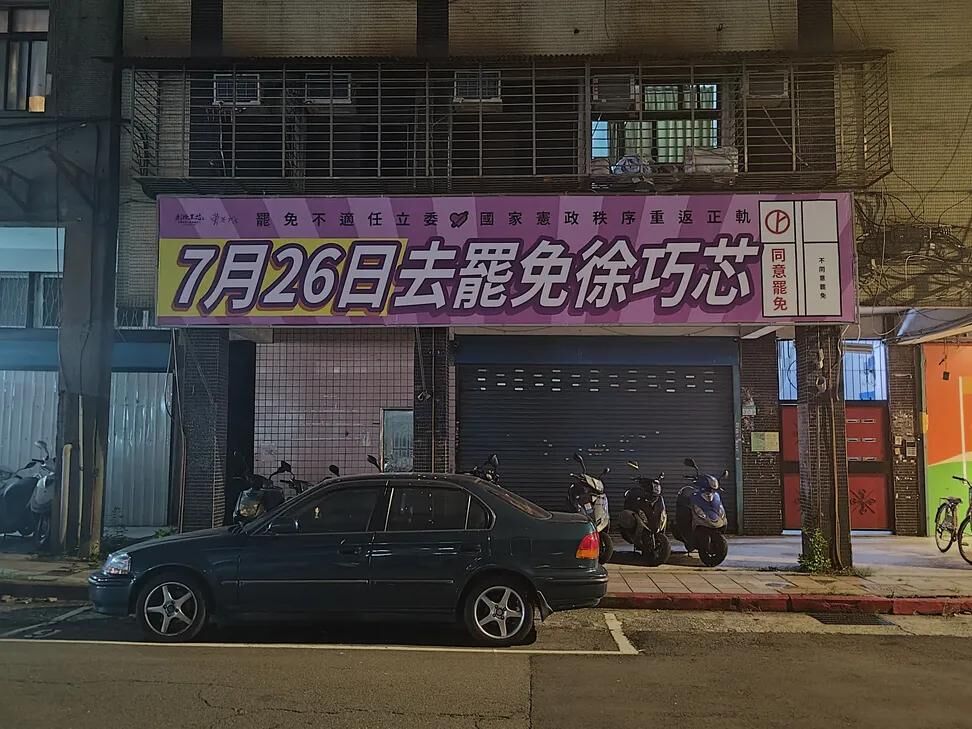 罷免不適任立委 國家憲政秩序重返正軌
7月26日去罷免徐巧芯
同意罷免
不同意罷免